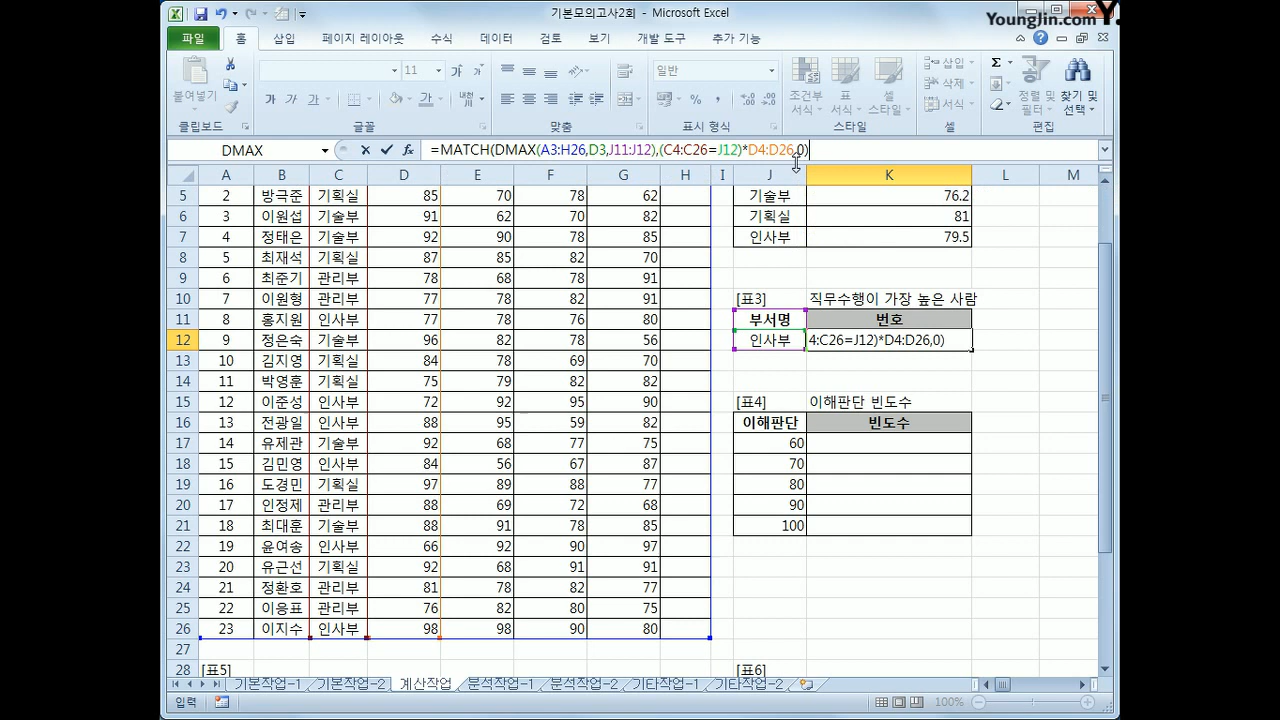 기본모의고사2회 - Microsoft Excel
YoungJin.com Y.
파일 홈 삽입 페이지 레이아웃 수식 데이터 검토 보기 개발 도구 추가 기능
11 가 가 일반 삽입 Σ
붙여넣기 가 가 가 가 내천 % , 조건부 서식 표 서식 셀 스타일 삭제 서식 정렬 및 필터 찾기 및 선택
클립보드 글꼴 맞춤 표시 형식 스타일 셀 편집
DMAX =MATCH(DMAX(A3:H26,D3,J11:J12),(C4:C26=J12)*D4:D26,0)
A B C D E F G H I J K L M
5 2 방극준 기획실 85 70 78 62 기술부 76.2
6 3 이원섭 기술부 91 62 70 82 기획실 81
7 4 정태은 기술부 92 90 78 85 인사부 79.5
8 5 최재석 기획실 87 85 82 70
9 6 최준기 관리부 78 68 78 91
10 7 이원형 관리부 77 78 82 91 [표3] 직무수행이 가장 높은 사람
11 8 홍지원 인사부 77 78 76 80 부서명 번호
12 9 정은숙 기술부 96 82 78 56 인사부 4:C26=J12)*D4:D26,0)
13 10 김지영 기획실 84 78 69 70
14 11 박영훈 기획실 75 79 82 82
15 12 이준성 인사부 72 92 95 90 [표4] 이해판단 빈도수
16 13 전광일 인사부 88 95 59 82 이해판단 빈도수
17 14 유제관 기술부 92 68 77 75 60
18 15 김민영 인사부 84 56 67 87 70
19 16 도경민 기획실 97 89 88 77 80
20 17 인정제 관리부 88 69 72 68 90
21 18 최대훈 기술부 88 91 78 85 100
22 19 윤여송 인사부 66 92 90 97
23 20 유근선 기획실 92 68 91 91
24 21 정환호 관리부 81 78 82 77
25 22 이응표 관리부 76 82 80 75
26 23 이지수 인사부 98 98 90 80
27
28 [표5] [표6]
기본작업-1 기본작업-2 계산작업 분석작업-1 분석작업-2 기타작업-1 기타작업-2
입력 100%